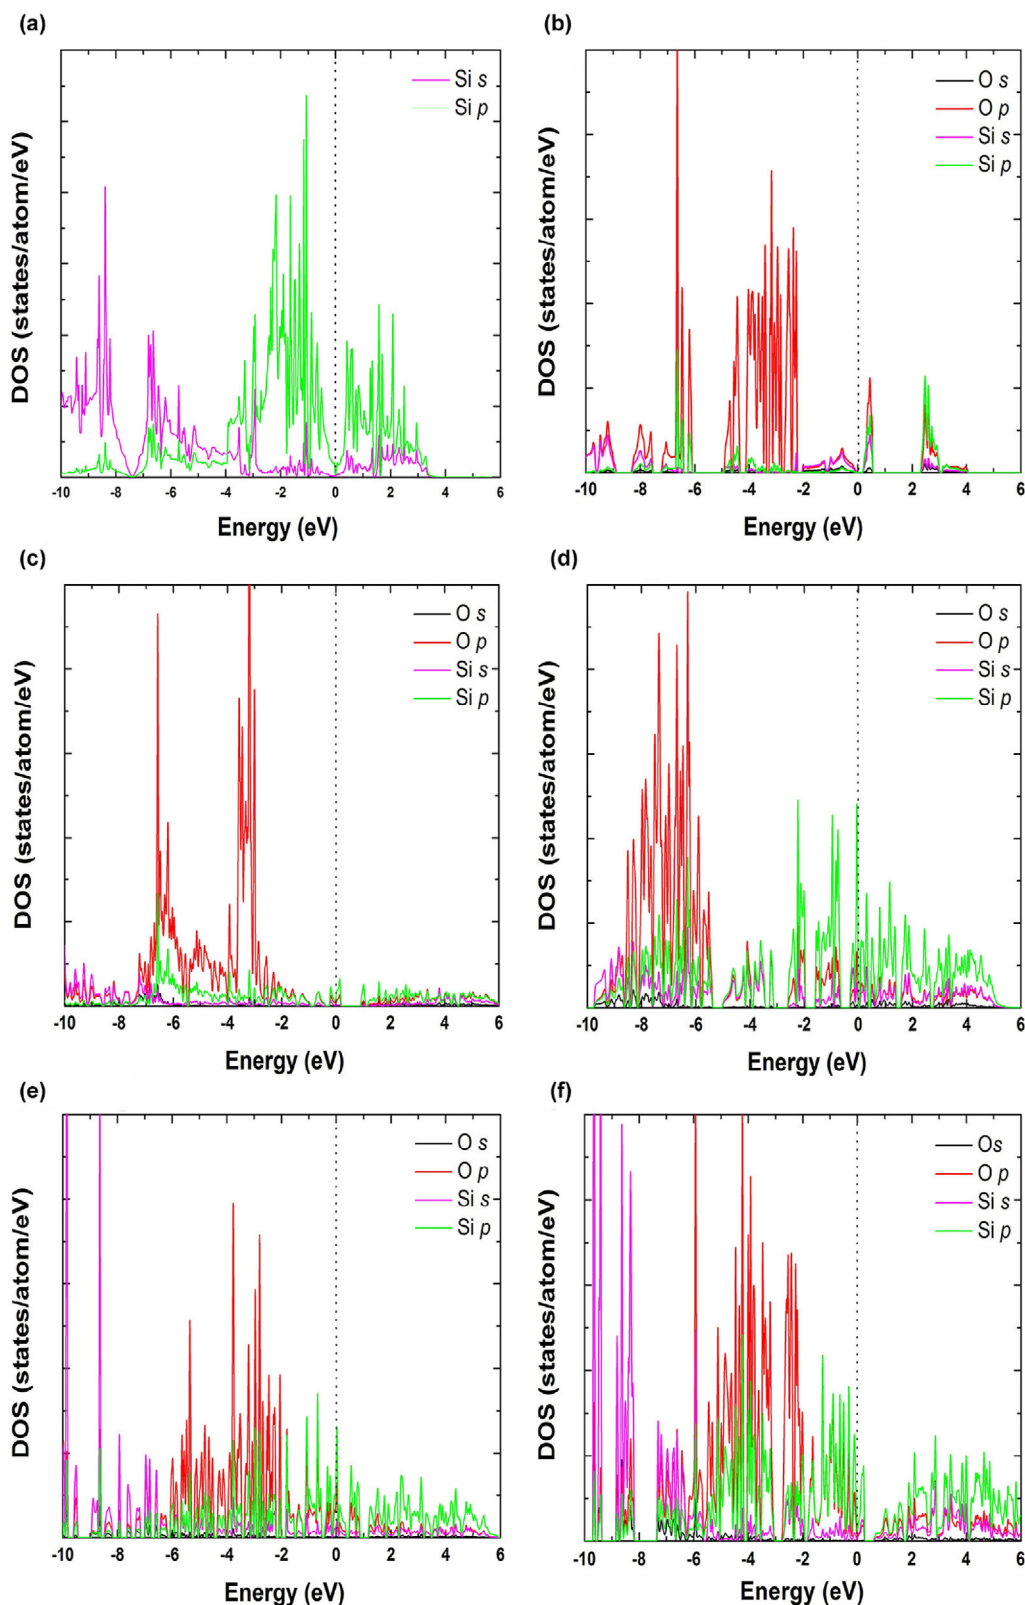 (a)
Si s
Si p
DOS (states/atom/eV)
-10 -8 -6 -4 -2 0 2 4 6
Energy (eV)
(b)
O s
O p
Si s
Si p
DOS (states/atom/eV)
-10 -8 -6 -4 -2 0 2 4 6
Energy (eV)
(c)
O s
O p
Si s
Si p
DOS (states/atom/eV)
-10 -8 -6 -4 -2 0 2 4 6
Energy (eV)
(d)
O s
O p
Si s
Si p
DOS (states/atom/eV)
-10 -8 -6 -4 -2 0 2 4 6
Energy (eV)
(e)
O s
O p
Si s
Si p
DOS (states/atom/eV)
-10 -8 -6 -4 -2 0 2 4 6
Energy (eV)
(f)
Os
O p
Si s
Si p
DOS (states/atom/eV)
-10 -8 -6 -4 -2 0 2 4 6
Energy (eV)